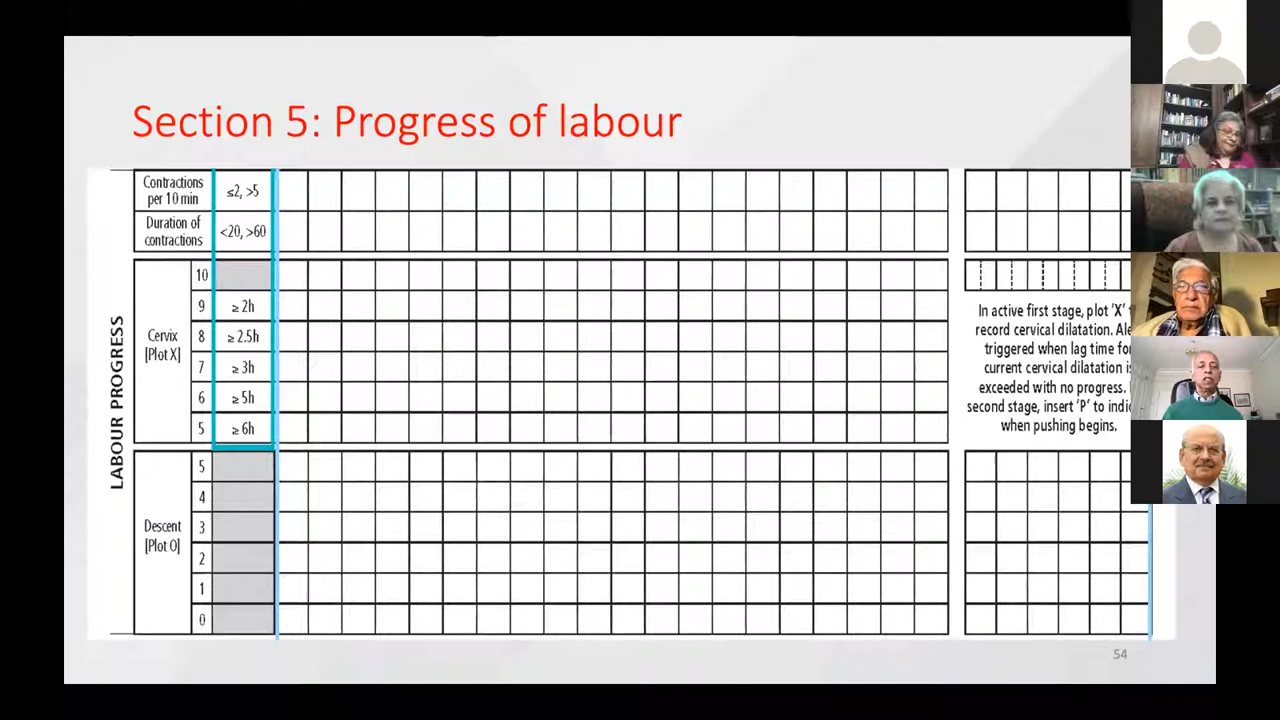 Section 5: Progress of labour
Contractions
per 10 min
≤2, >5
Duration of
contractions
<20, >60
LABOUR PROGRESS
Cervix
[Plot X]
10
9
≥ 2h
8
≥ 2.5h
7
≥ 3h
6
≥ 5h
5
≥ 6h
In active first stage, plot ‘X’
record cervical dilatation.
triggered when lag time
current cervical dilatation
exceeded with no progress.
second stage, insert ‘P’ to
when pushing begins.
Descent
[Plot O]
5
4
3
2
1
0
54